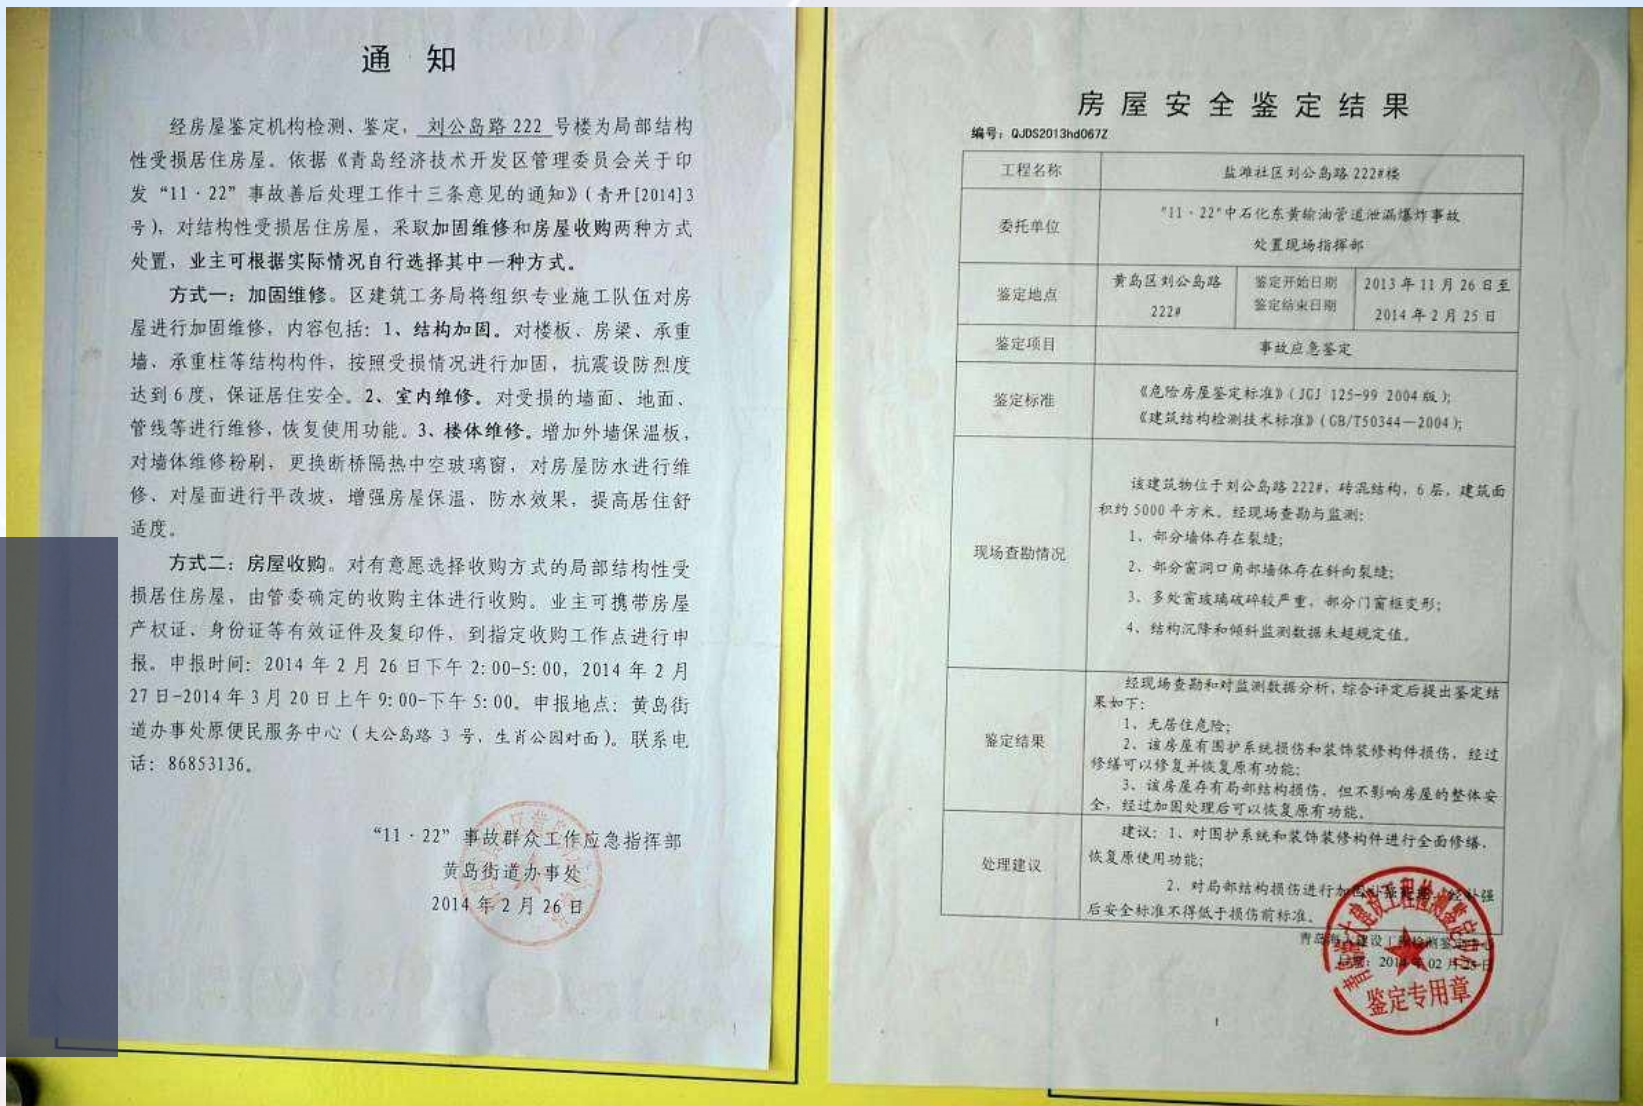 通知
经房屋鉴定机构检测、鉴定，刘公岛路 222 号楼为局部结构
性受损居住房屋。依据《青岛经济技术开发区管理委员会关于印
发“11·22”事故善后处理工作十三条意见的通知》(青开[2014]3
号)，对结构性受损居住房屋，采取加固维修和房屋收购两种方式
处置，业主可根据实际情况自行选择其中一种方式。
方式一：加固维修。区建筑工务局将组织专业施工队伍对房
屋进行加固维修，内容包括：1、结构加固。对楼板、房梁、承重
墙、承重柱等结构构件，按照受损情况进行加固，抗震设防烈度
达到6度，保证居住安全。2、室内维修。对受损的墙面、地面、
管线等进行维修，恢复使用功能。3、楼体维修。增加外墙保温板，
对墙体维修粉刷，更换断桥隔热中空玻璃窗，对房屋防水进行维
修、对屋面进行平改坡，增强房屋保温、防水效果，提高居住舒
适度。
方式二：房屋收购。对有意愿选择收购方式的局部结构性受
损居住房屋，由管委确定的收购主体进行收购。业主可携带房屋
产权证、身份证等有效证件及复印件，到指定收购工作点进行申
报。申报时间：2014年2月26日下午2:00-5:00，2014年2月
27日-2014年3月20日上午9:00-下午5:00。申报地点：黄岛街
道办事处原便民服务中心(大公岛路 3 号，生肖公园对面)。联系电
话：86853136。
“11·22”事故群众工作应急指挥部
黄岛街道办事处
2014年2月26日
房屋安全鉴定结果
编号：QJDS2013hd067Z
工程名称 盐滩社区刘公岛路222#楼
委托单位 “11·22”中石化东黄输油管道泄漏爆炸事故
处置现场指挥部
鉴定地点 黄岛区刘公岛路
222#
鉴定开始日期
鉴定结束日期
2013年11月26日至
2014年2月25日
鉴定项目 事故应急鉴定
鉴定标准 《危险房屋鉴定标准》(JGJ 125-99 2004版)；
《建筑结构检测技术标准》(GB/T50344—2004)；
现场查勘情况
该建筑物位于刘公岛路222#，砖混结构，6层，建筑面
积约5000平方米。经现场查勘与监测：
1、部分墙体存在裂缝；
2、部分窗洞口角部墙体存在斜向裂缝；
3、多处窗玻璃破碎较严重，部分门窗框变形；
4、结构沉降和倾斜监测数据未超规定值。
鉴定结果
经现场查勘和对监测数据分析，综合评定后提出鉴定结
果如下：
1、无居住危险；
2、该房屋有围护系统损伤和装饰装修构件损伤，经过
修缮可以修复并恢复原有功能；
3、该房屋存有局部结构损伤，但不影响房屋的整体安
全，经过加固处理后可以恢复原有功能。
处理建议
建议：1、对围护系统和装饰装修构件进行全面修缮，
恢复原使用功能；
2、对局部结构损伤进行加固补强处理，经补强
后安全标准不得低于损伤前标准。
青岛海大建设工程检测鉴定中心
2014年02月25日
青岛海大建设工程检测鉴定中心
鉴定专用章
1
1